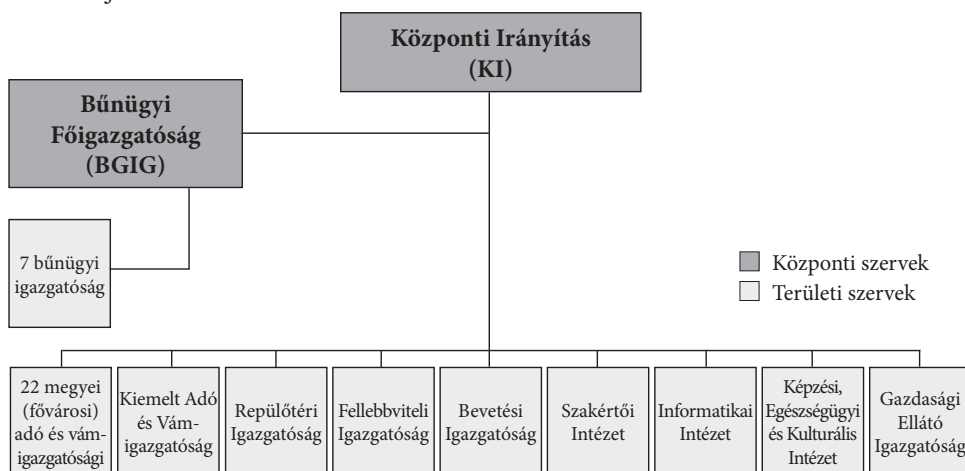 Központi Irányítás
(KI)
Bűnügyi
Főigazgatóság
(BGIG)
7 bűnügyi
igazgatóság
Központi szervek
Területi szervek
22 megyei
(fővárosi)
adó és vám-
igazgatósági
Kiemelt Adó
és Vám-
igazgatóság
Repülőtéri
Igazgatóság
Fellebbviteli
Igazgatóság
Bevetési
Igazgatóság
Szakértői
Intézet
Informatikai
Intézet
Képzési,
Egészségügyi
és Kulturális
Intézet
Gazdasági
Ellátó
Igazgatóság